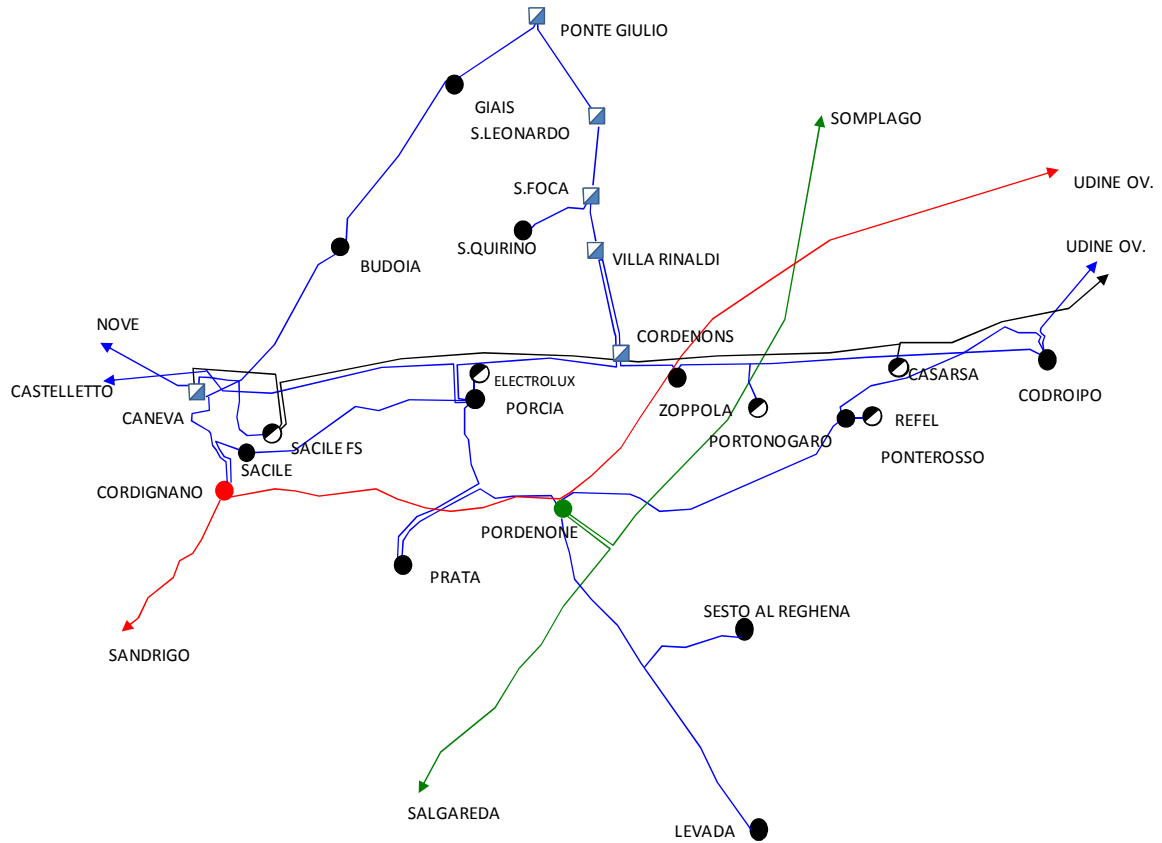 PONTE GIULIO
GIAIS
S.LEONARDO
SOMPLAGO
S.FOCA
UDINE OV.
S.QUIRINO
UDINE OV.
BUDOIA
VILLA RINALDI
NOVE
CORDENONS
CASTELLETTO
ELECTROLUX
CASARSA
CANEVA
PORCIA
ZOPPOLA
CODROIPO
SACILE FS
PORTONOGARO
REFEL
SACILE
PONTEROSSO
CORDIGNANO
PORDENONE
PRATA
SESTO AL REGHENA
SANDRIGO
SALGAREDA
LEVADA